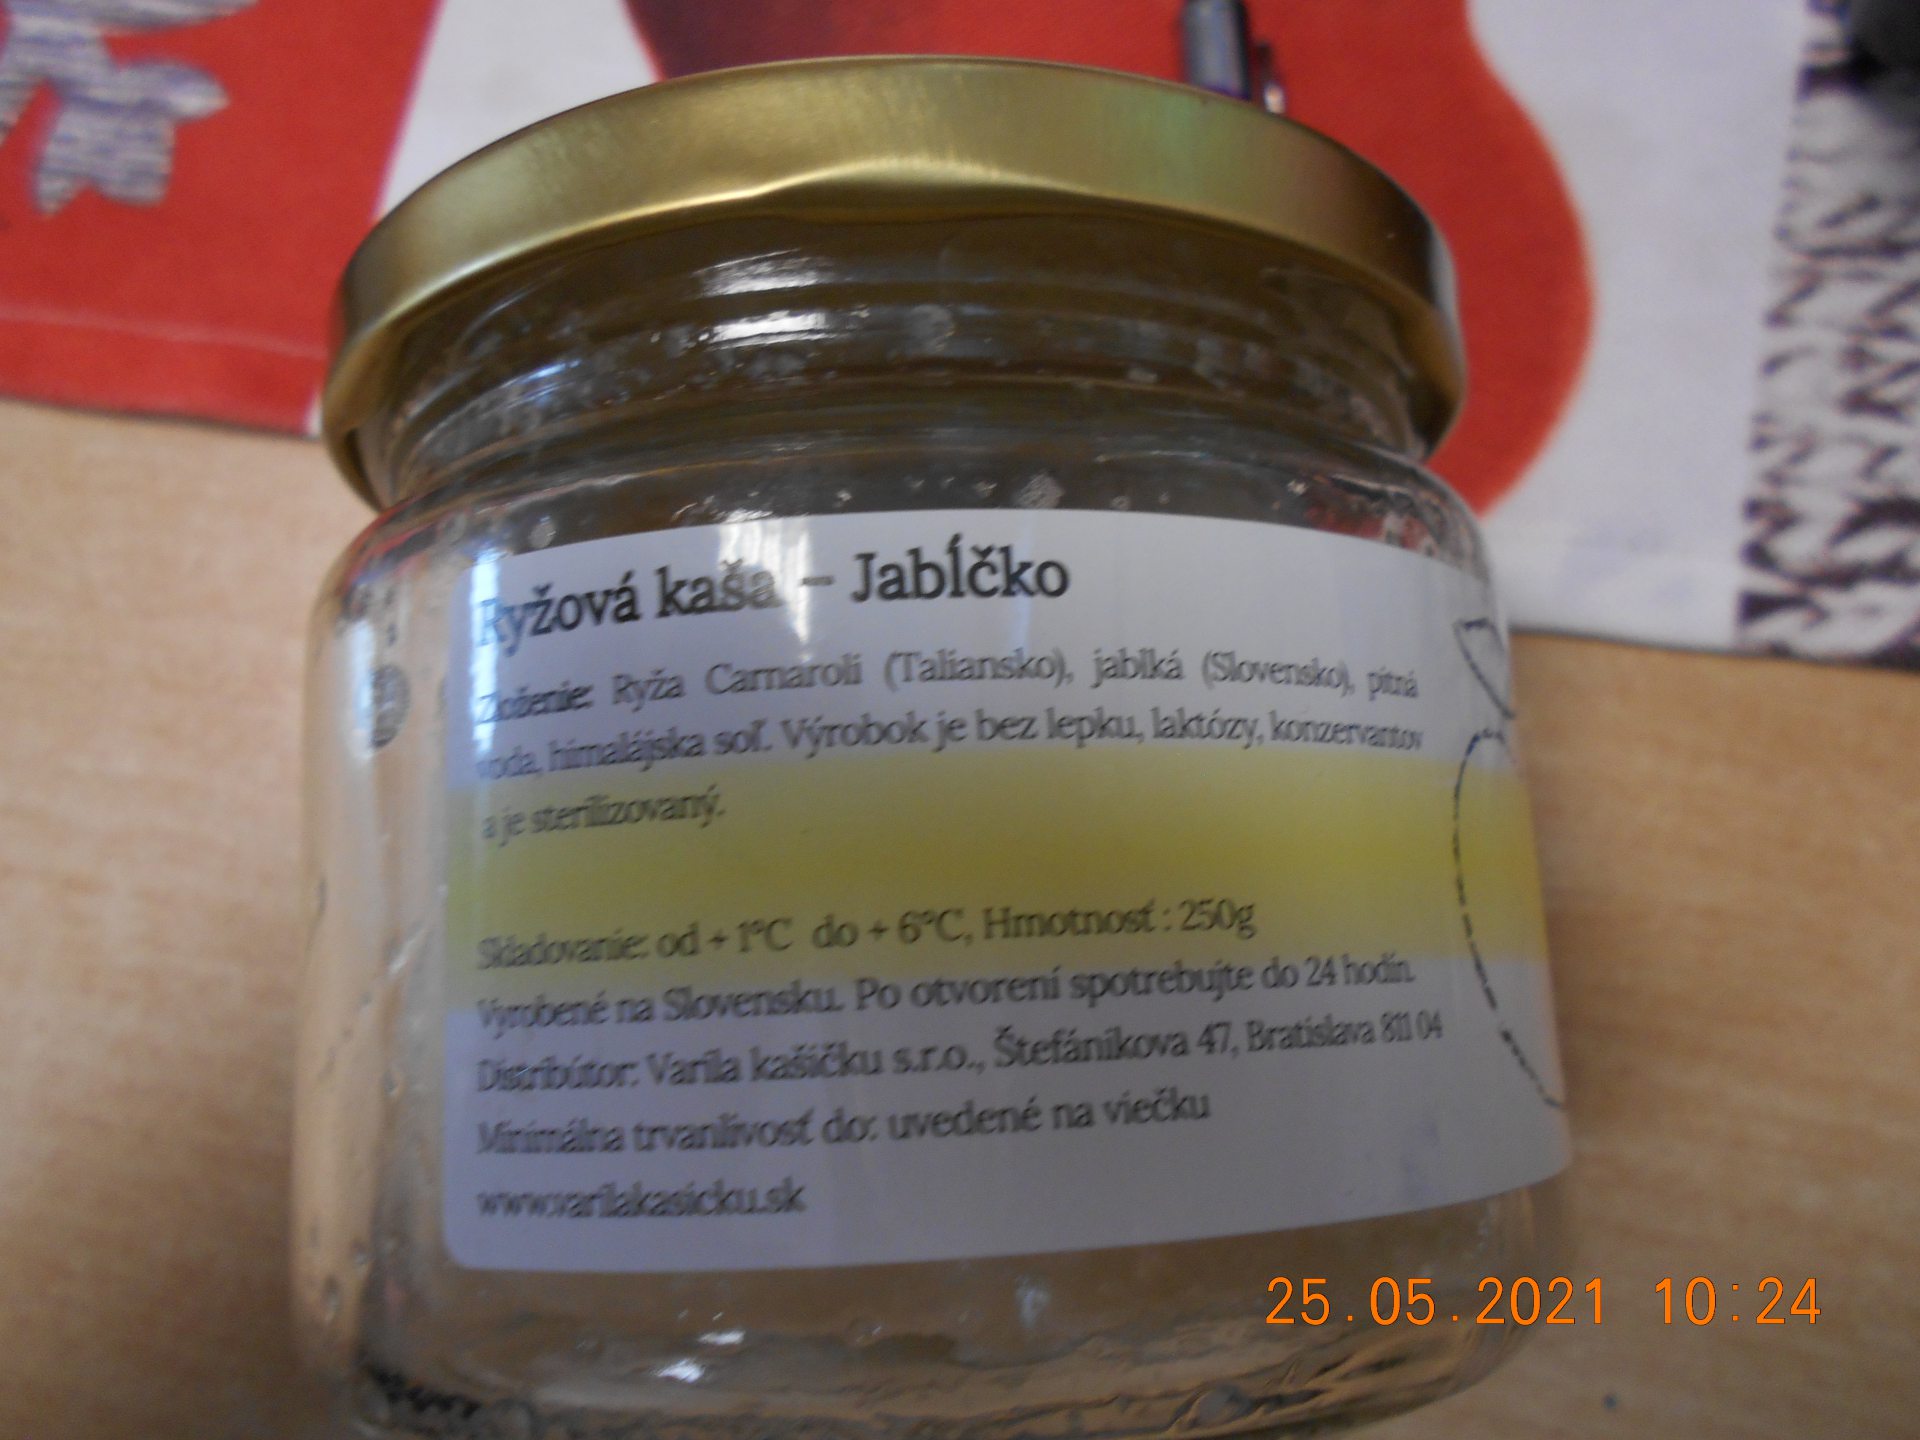 Ryžová kaša – Jabĺčko
Zloženie: Ryža Carnaroli (Taliansko), jablká (Slovensko), pitná
voda, himalájska soľ. Výrobok je bez lepku, laktózy, konzervantov
a je sterilizovaný.
Skladovanie: od + 1°C do + 6°C, Hmotnosť : 250g
Vyrobené na Slovensku. Po otvorení spotrebujte do 24 hodín.
Distribútor: Varila kašičku s.r.o., Štefánikova 47, Bratislava 811 04
Minimálna trvanlivosť do: uvedené na viečku
www.varilakasicku.sk
25.05.2021 10:24